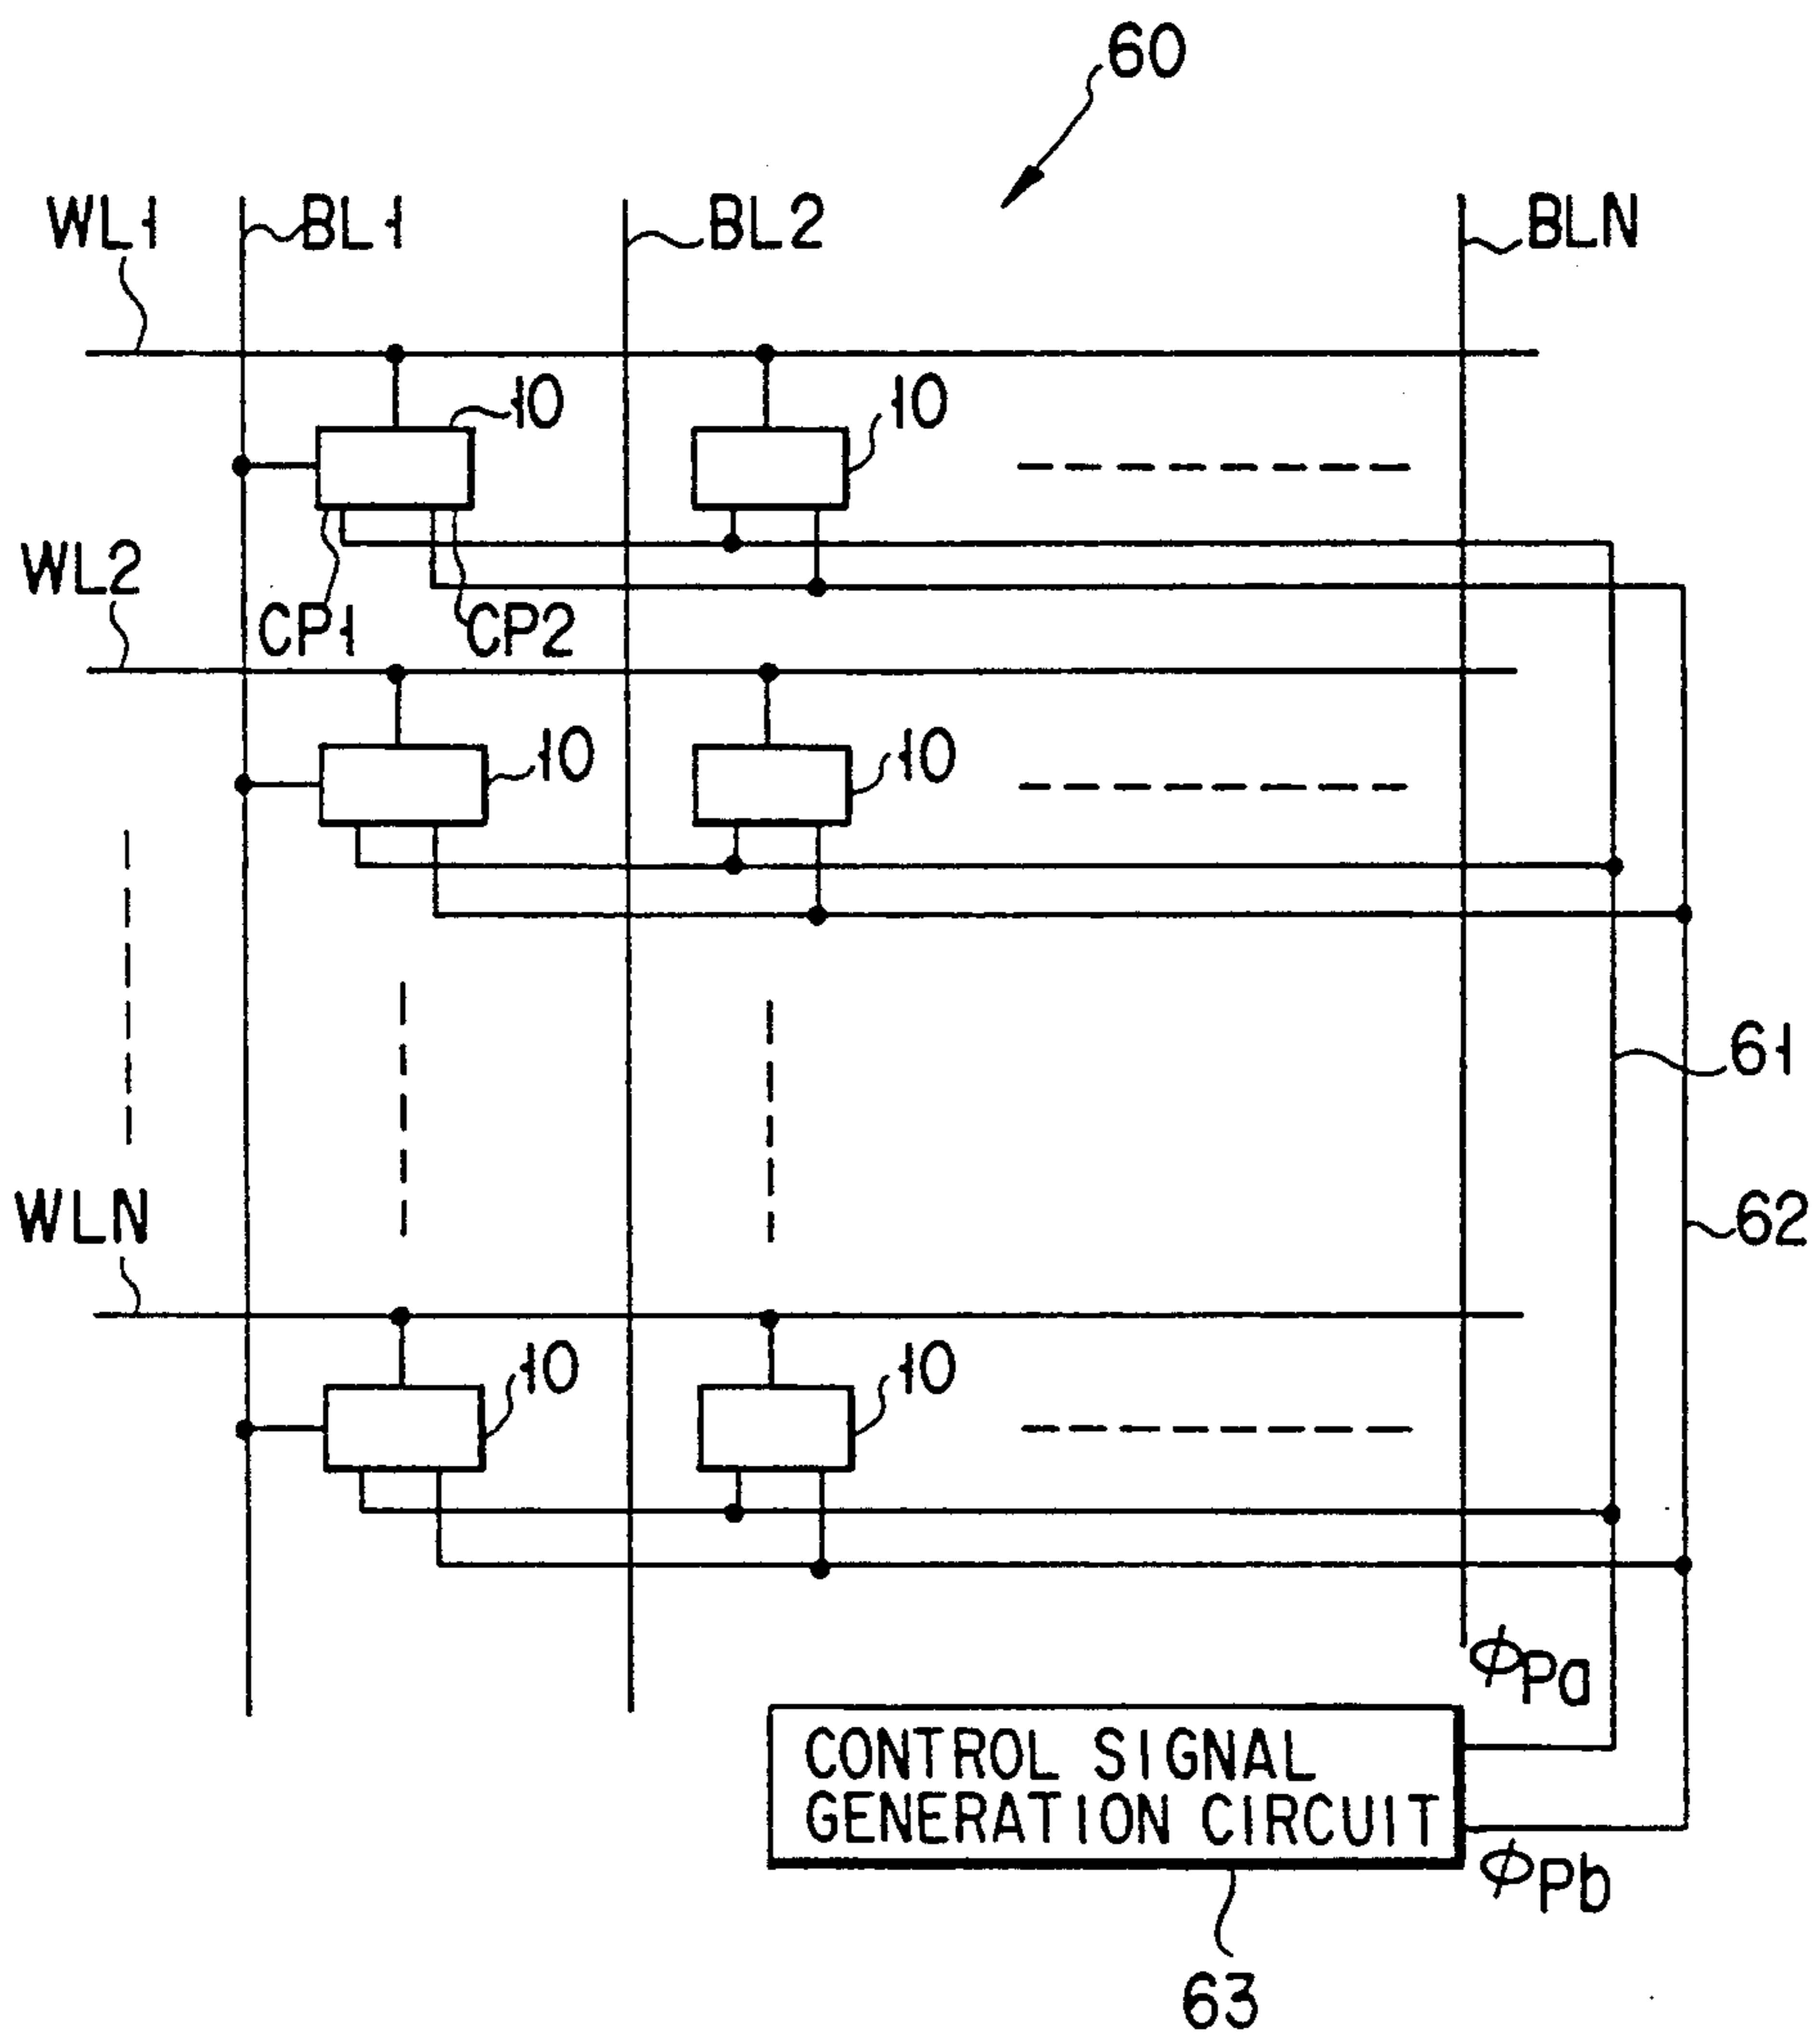 60
WL1
BL1
BL2
BLN
10
10
WL2
CP1
CP2
10
10
61
WLN
62
10
10
ϕPa
CONTROL SIGNAL
GENERATION CIRCUIT
ϕPb
63